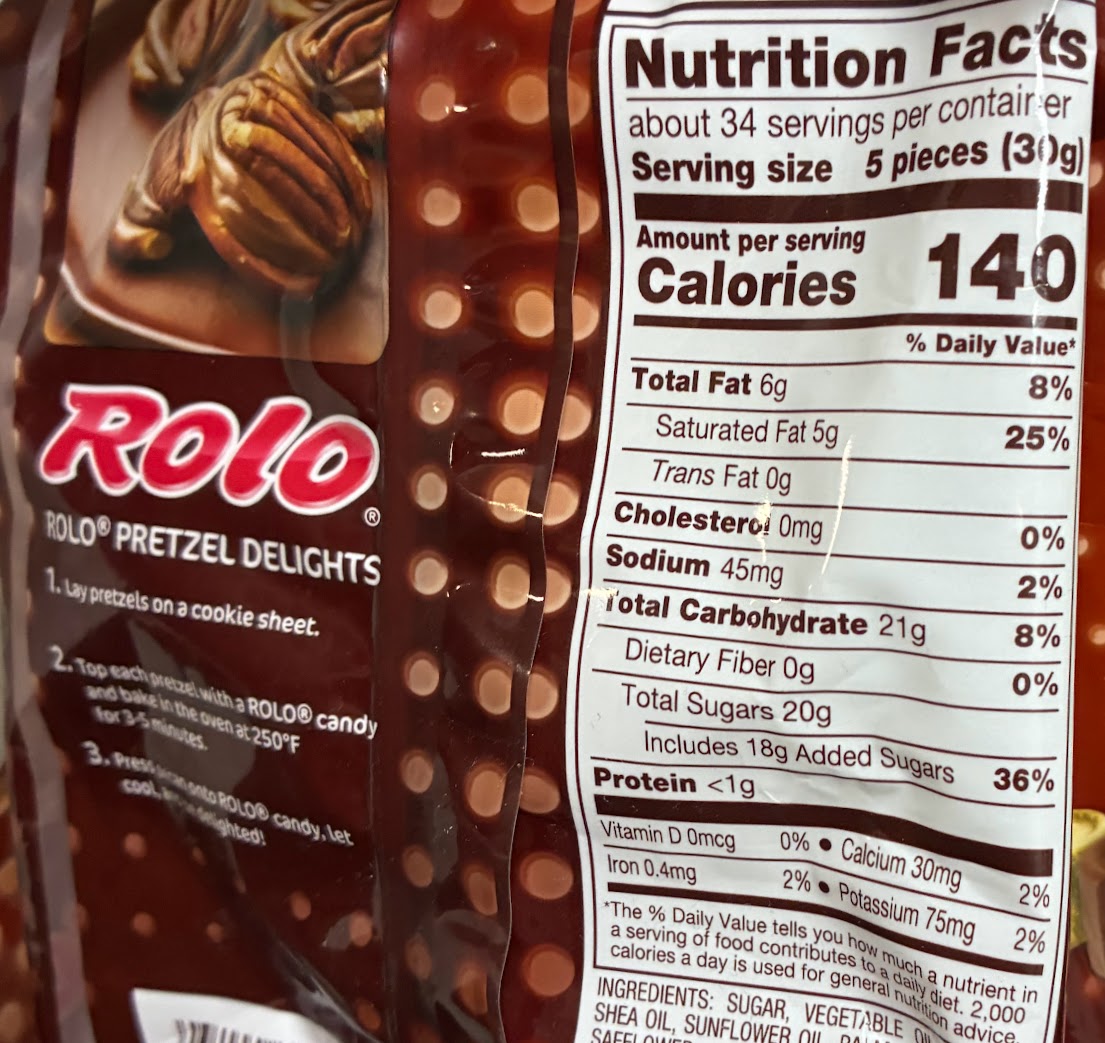 Rolo®
ROLO® PRETZEL DELIGHTS
1. Lay pretzels on a cookie sheet.
2. Top each pretzel with a ROLO® candy
and bake in the oven at 250°F
for 3-5 minutes.
3. Press pecan onto ROLO® candy, let
cool,
Nutrition Facts
about 34 servings per container
Serving size 5 pieces (30g)
Amount per serving
Calories 140
% Daily Value*
Total Fat 6g 8%
Saturated Fat 5g 25%
Trans Fat 0g
Cholesterol 0mg 0%
Sodium 45mg 2%
Total Carbohydrate 21g 8%
Dietary Fiber 0g 0%
Total Sugars 20g
Includes 18g Added Sugars 36%
Protein <1g
Vitamin D 0mcg 0% • Calcium 30mg 2%
Iron 0.4mg 2% • Potassium 75mg 2%
*The % Daily Value tells you how much a nutrient in
a serving of food contributes to a daily diet. 2,000
calories a day is used for general nutrition advice.
INGREDIENTS: SUGAR, VEGETABLE
SHEA OIL, SUNFLOWER OIL,